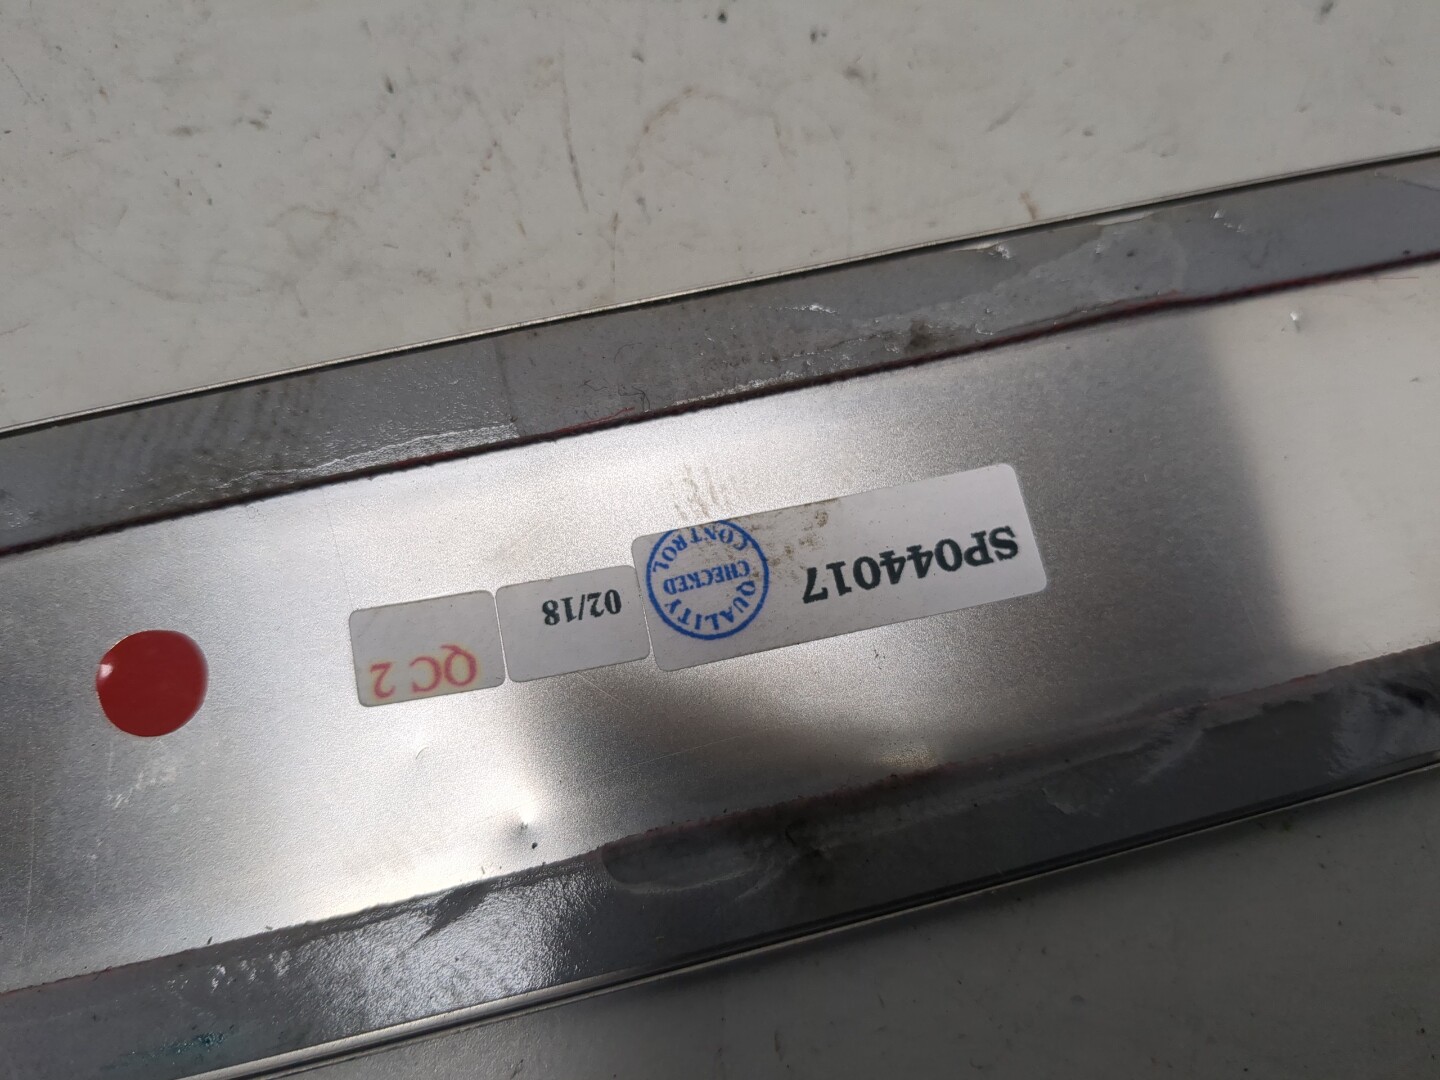 SP044017
QUALITY
CHECKED
CONTROL
02/18
QC 2